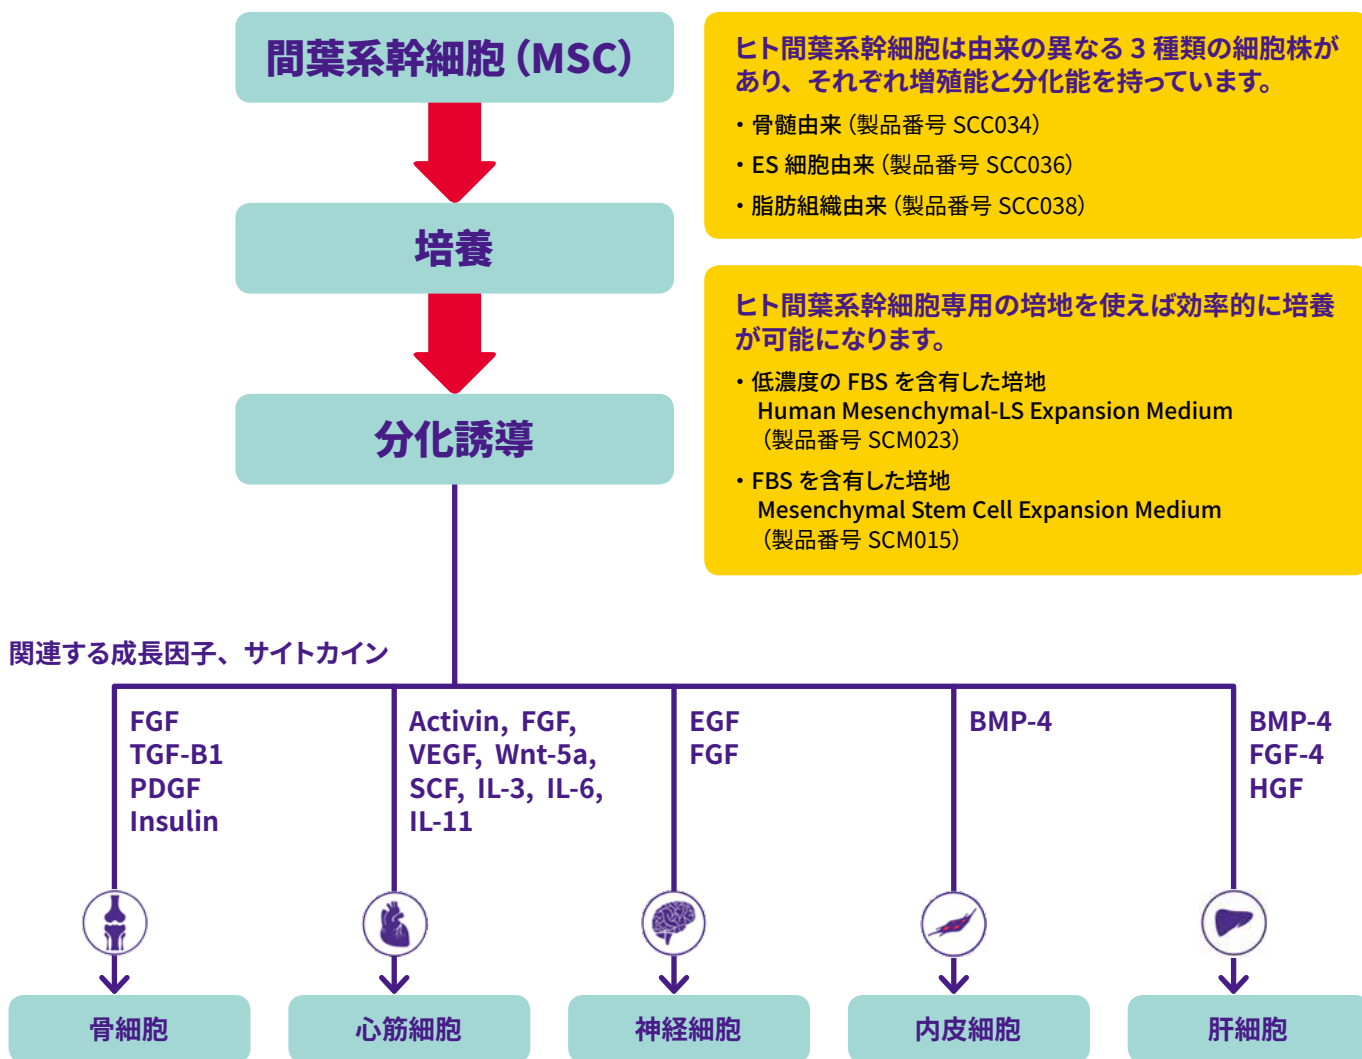 間葉系幹細胞（MSC）
培養
分化誘導
ヒト間葉系幹細胞は由来の異なる 3 種類の細胞株が
あり、それぞれ増殖能と分化能を持っています。
・骨髄由来（製品番号 SCC034）
・ES 細胞由来（製品番号 SCC036）
・脂肪組織由来（製品番号 SCC038）
ヒト間葉系幹細胞専用の培地を使えば効率的に培養
が可能になります。
・低濃度の FBS を含有した培地
Human Mesenchymal-LS Expansion Medium
（製品番号 SCM023）
・FBS を含有した培地
Mesenchymal Stem Cell Expansion Medium
（製品番号 SCM015）
関連する成長因子、サイトカイン
FGF
TGF-B1
PDGF
Insulin
Activin, FGF,
VEGF, Wnt-5a,
SCF, IL-3, IL-6,
IL-11
EGF
FGF
BMP-4
BMP-4
FGF-4
HGF
骨細胞
心筋細胞
神経細胞
内皮細胞
肝細胞